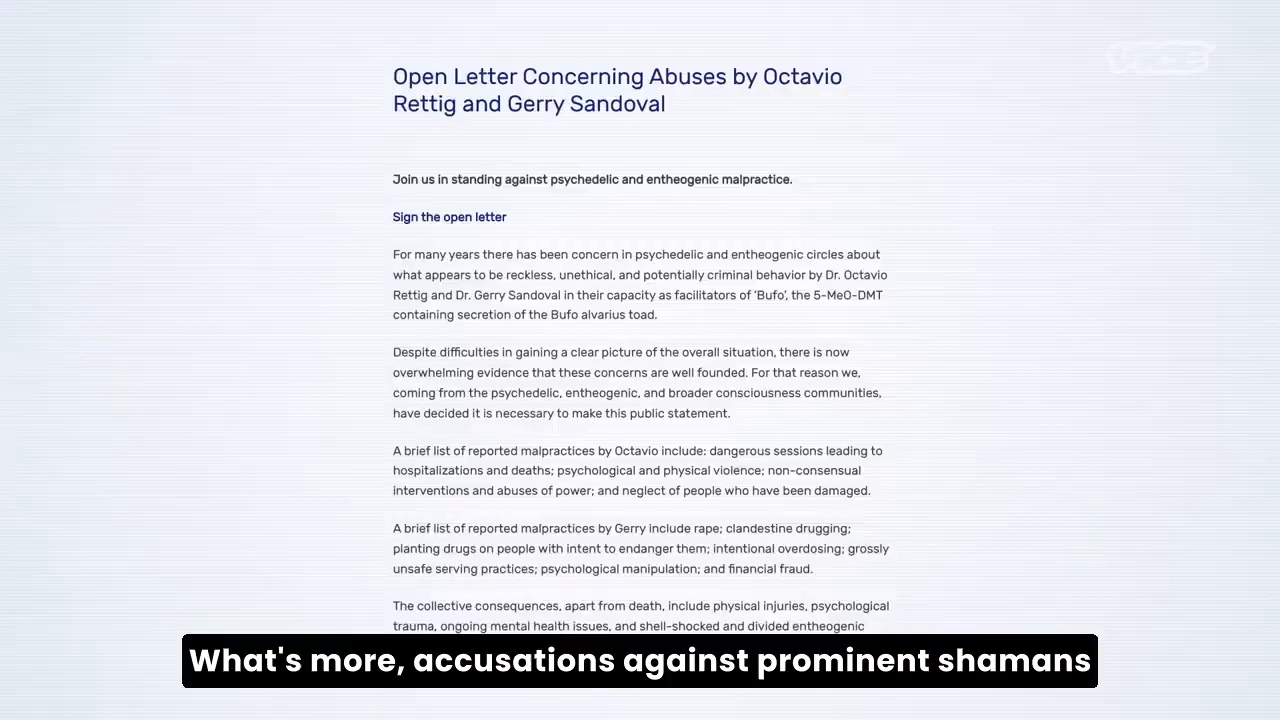 VICE
Open Letter Concerning Abuses by Octavio
Rettig and Gerry Sandoval
Join us in standing against psychedelic and entheogenic malpractice.
Sign the open letter
For many years there has been concern in psychedelic and entheogenic circles about
what appears to be reckless, unethical, and potentially criminal behavior by Dr. Octavio
Rettig and Dr. Gerry Sandoval in their capacity as facilitators of ‘Bufo’, the 5-MeO-DMT
containing secretion of the Bufo alvarius toad.
Despite difficulties in gaining a clear picture of the overall situation, there is now
overwhelming evidence that these concerns are well founded. For that reason we,
coming from the psychedelic, entheogenic, and broader consciousness communities,
have decided it is necessary to make this public statement.
A brief list of reported malpractices by Octavio include: dangerous sessions leading to
hospitalizations and deaths; psychological and physical violence; non-consensual
interventions and abuses of power; and neglect of people who have been damaged.
A brief list of reported malpractices by Gerry include rape; clandestine drugging;
planting drugs on people with intent to endanger them; intentional overdosing; grossly
unsafe serving practices; psychological manipulation; and financial fraud.
The collective consequences, apart from death, include physical injuries, psychological
trauma, ongoing mental health issues, and shell-shocked and divided entheogenic
What's more, accusations against prominent shamans